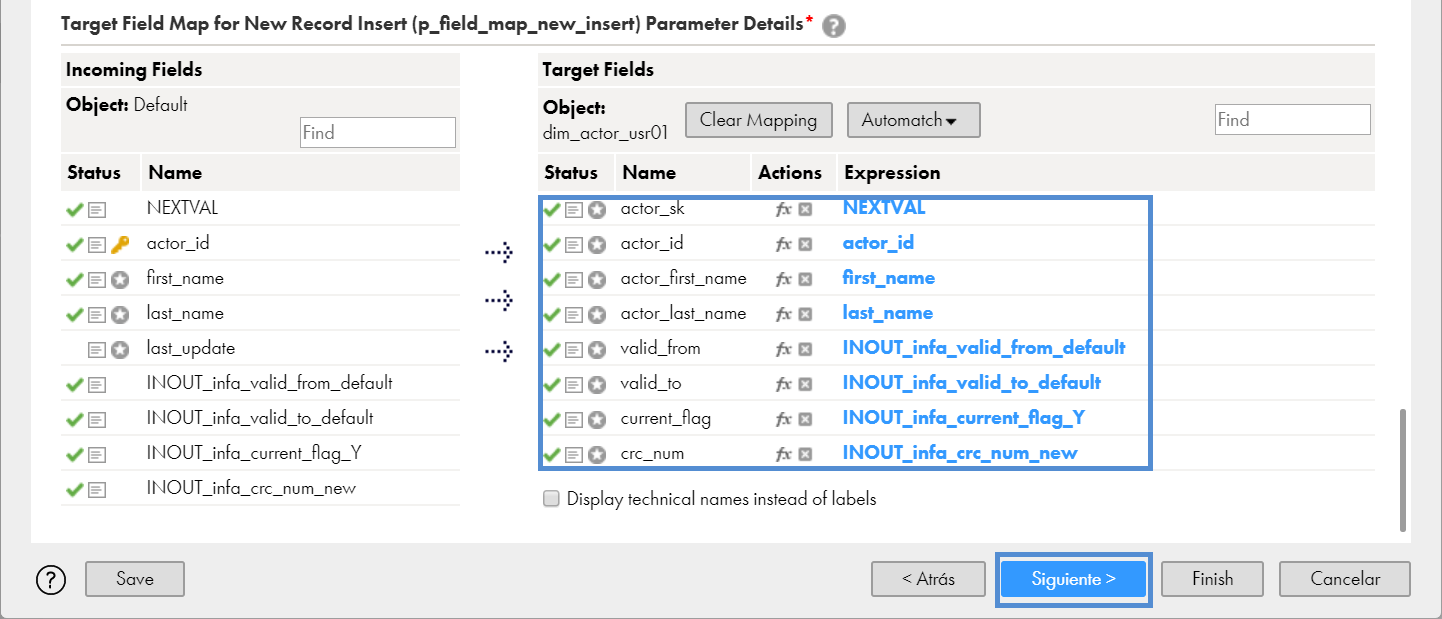 Target Field Map for New Record Insert (p_field_map_new_insert) Parameter Details* ?
Incoming Fields
Object: Default
Find
Status Name
NEXTVAL
actor_id
first_name
last_name
last_update
INOUT_infa_valid_from_default
INOUT_infa_valid_to_default
INOUT_infa_current_flag_Y
INOUT_infa_crc_num_new
Target Fields
Object:
dim_actor_usr01
Clear Mapping
Automatch
Find
Status Name Actions Expression
actor_sk fx NEXTVAL
actor_id fx actor_id
actor_first_name fx first_name
actor_last_name fx last_name
valid_from fx INOUT_infa_valid_from_default
valid_to fx INOUT_infa_valid_to_default
current_flag fx INOUT_infa_current_flag_Y
crc_num fx INOUT_infa_crc_num_new
Display technical names instead of labels
? Save < Atrás Siguiente > Finish Cancelar